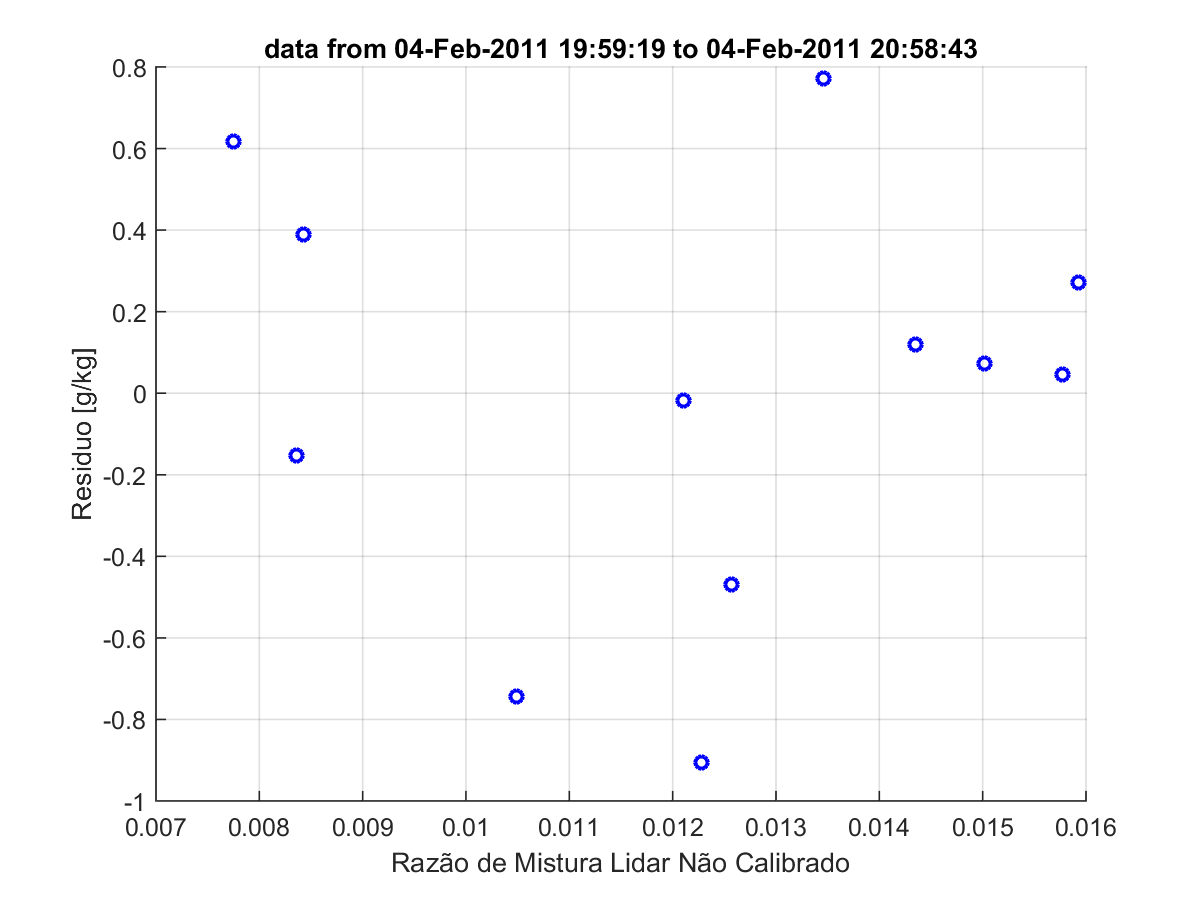 data from 04-Feb-2011 19:59:19 to 04-Feb-2011 20:58:43
0.8
0.6
0.4
0.2
0
-0.2
-0.4
-0.6
-0.8
-1
Residuo [g/kg]
0.007 0.008 0.009 0.01 0.011 0.012 0.013 0.014 0.015 0.016
Razão de Mistura Lidar Não Calibrado